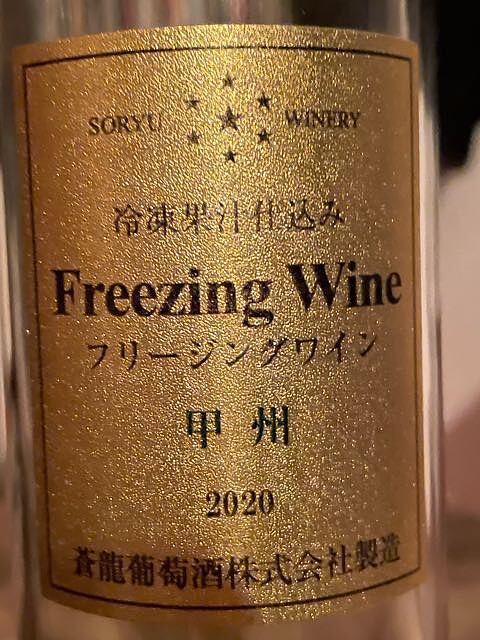 SORYU WINERY
冷凍果汁仕込み
Freezing Wine
フリージングワイン
甲州
2020
蒼龍葡萄酒株式会社製造